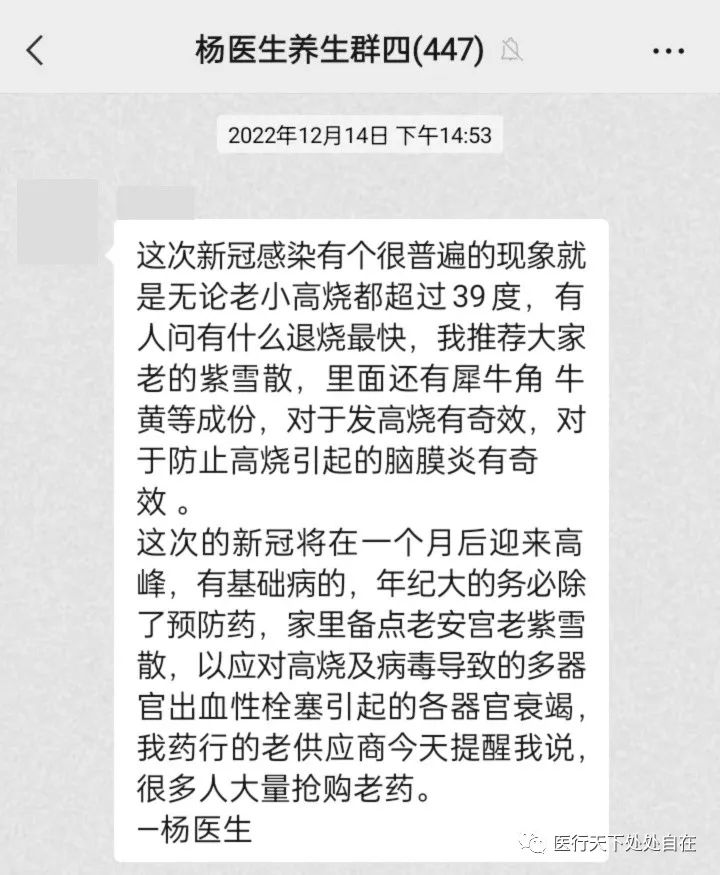 杨医生养生群四(447)
2022年12月14日 下午14:53
这次新冠感染有个很普遍的现象就
是无论老小高烧都超过39度，有
人问有什么退烧最快，我推荐大家
老的紫雪散，里面还有犀牛角 牛
黄等成份，对于发高烧有奇效，对
于防止高烧引起的脑膜炎有奇
效 。
这次的新冠将在一个月后迎来高
峰，有基础病的，年纪大的务必除
了预防药，家里备点老安宫老紫雪
散，以应对高烧及病毒导致的多器
官出血性栓塞引起的各器官衰竭，
我药行的老供应商今天提醒我说，
很多人大量抢购老药。
—杨医生
医行天下处处自在